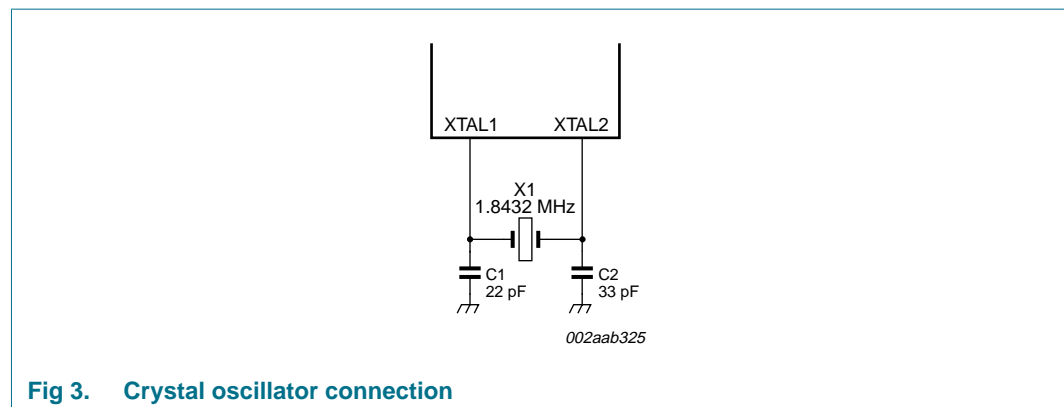 XTAL1 XTAL2
X1
1.8432 MHz
C1
22 pF
C2
33 pF
002aab325
Fig 3. Crystal oscillator connection